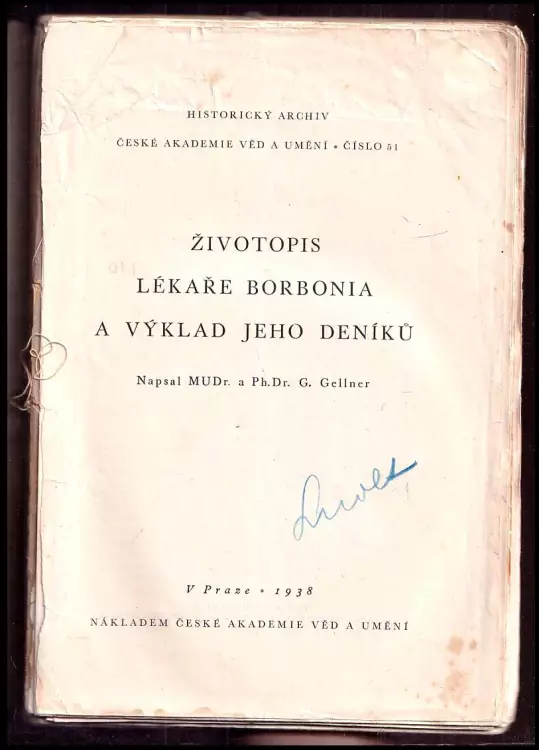 HISTORICKÝ ARCHIV
ČESKÉ AKADEMIE VĚD A UMĚNÍ • ČÍSLO 51
ŽIVOTOPIS
LÉKAŘE BORBONIA
A VÝKLAD JEHO DENÍKŮ
Napsal MUDr. a Ph.Dr. G. Gellner
V Praze • 1938
NÁKLADEM ČESKÉ AKADEMIE VĚD A UMĚNÍ